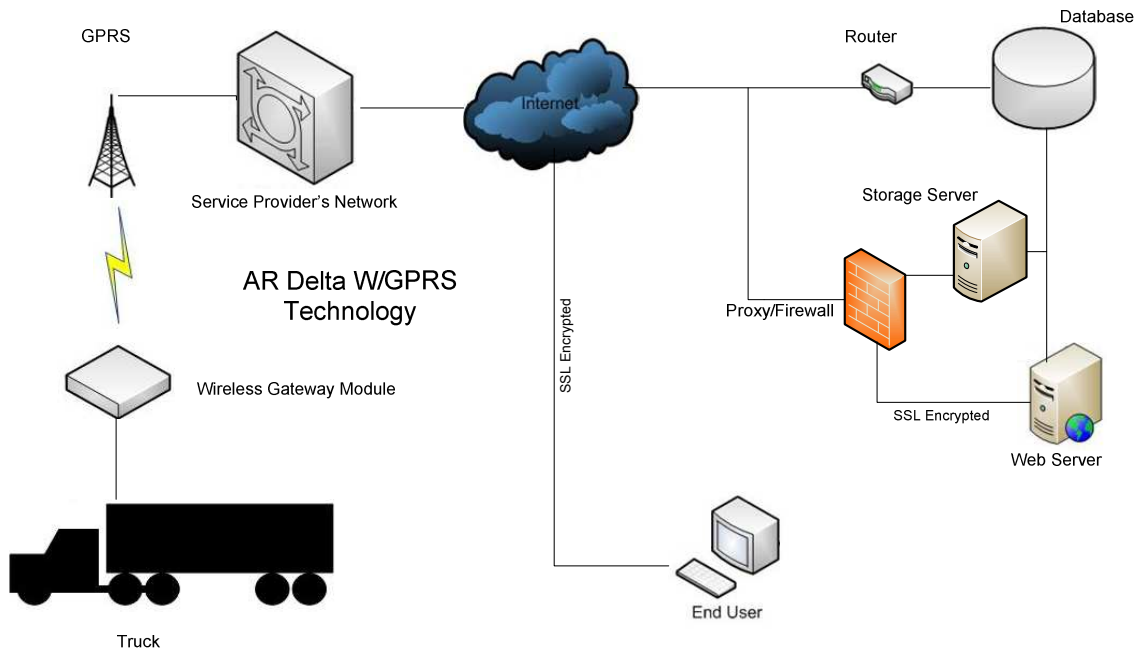 Database
GPRS
Router
Internet
Service Provider's Network
Storage Server
AR Delta W/GPRS
Technology
Proxy/Firewall
SSL Encrypted
Wireless Gateway Module
SSL Encrypted
Web Server
End User
Truck